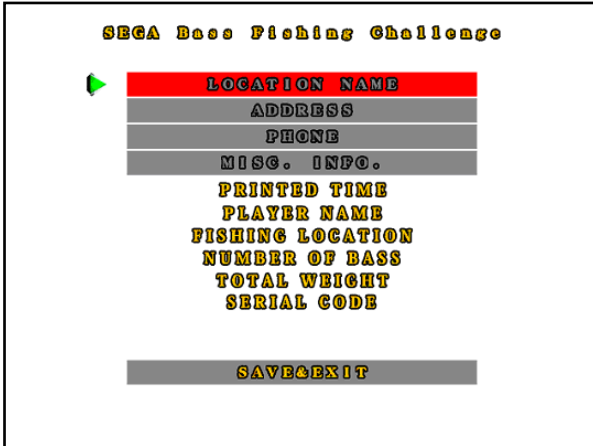 SEGA Bass Fishing Challenge
LOCATION NAME
ADDRESS
PHONE
MISC. INFO.
PRINTED TIME
PLAYER NAME
FISHING LOCATION
NUMBER OF BASS
TOTAL WEIGHT
SERIAL CODE
SAVE&EXIT